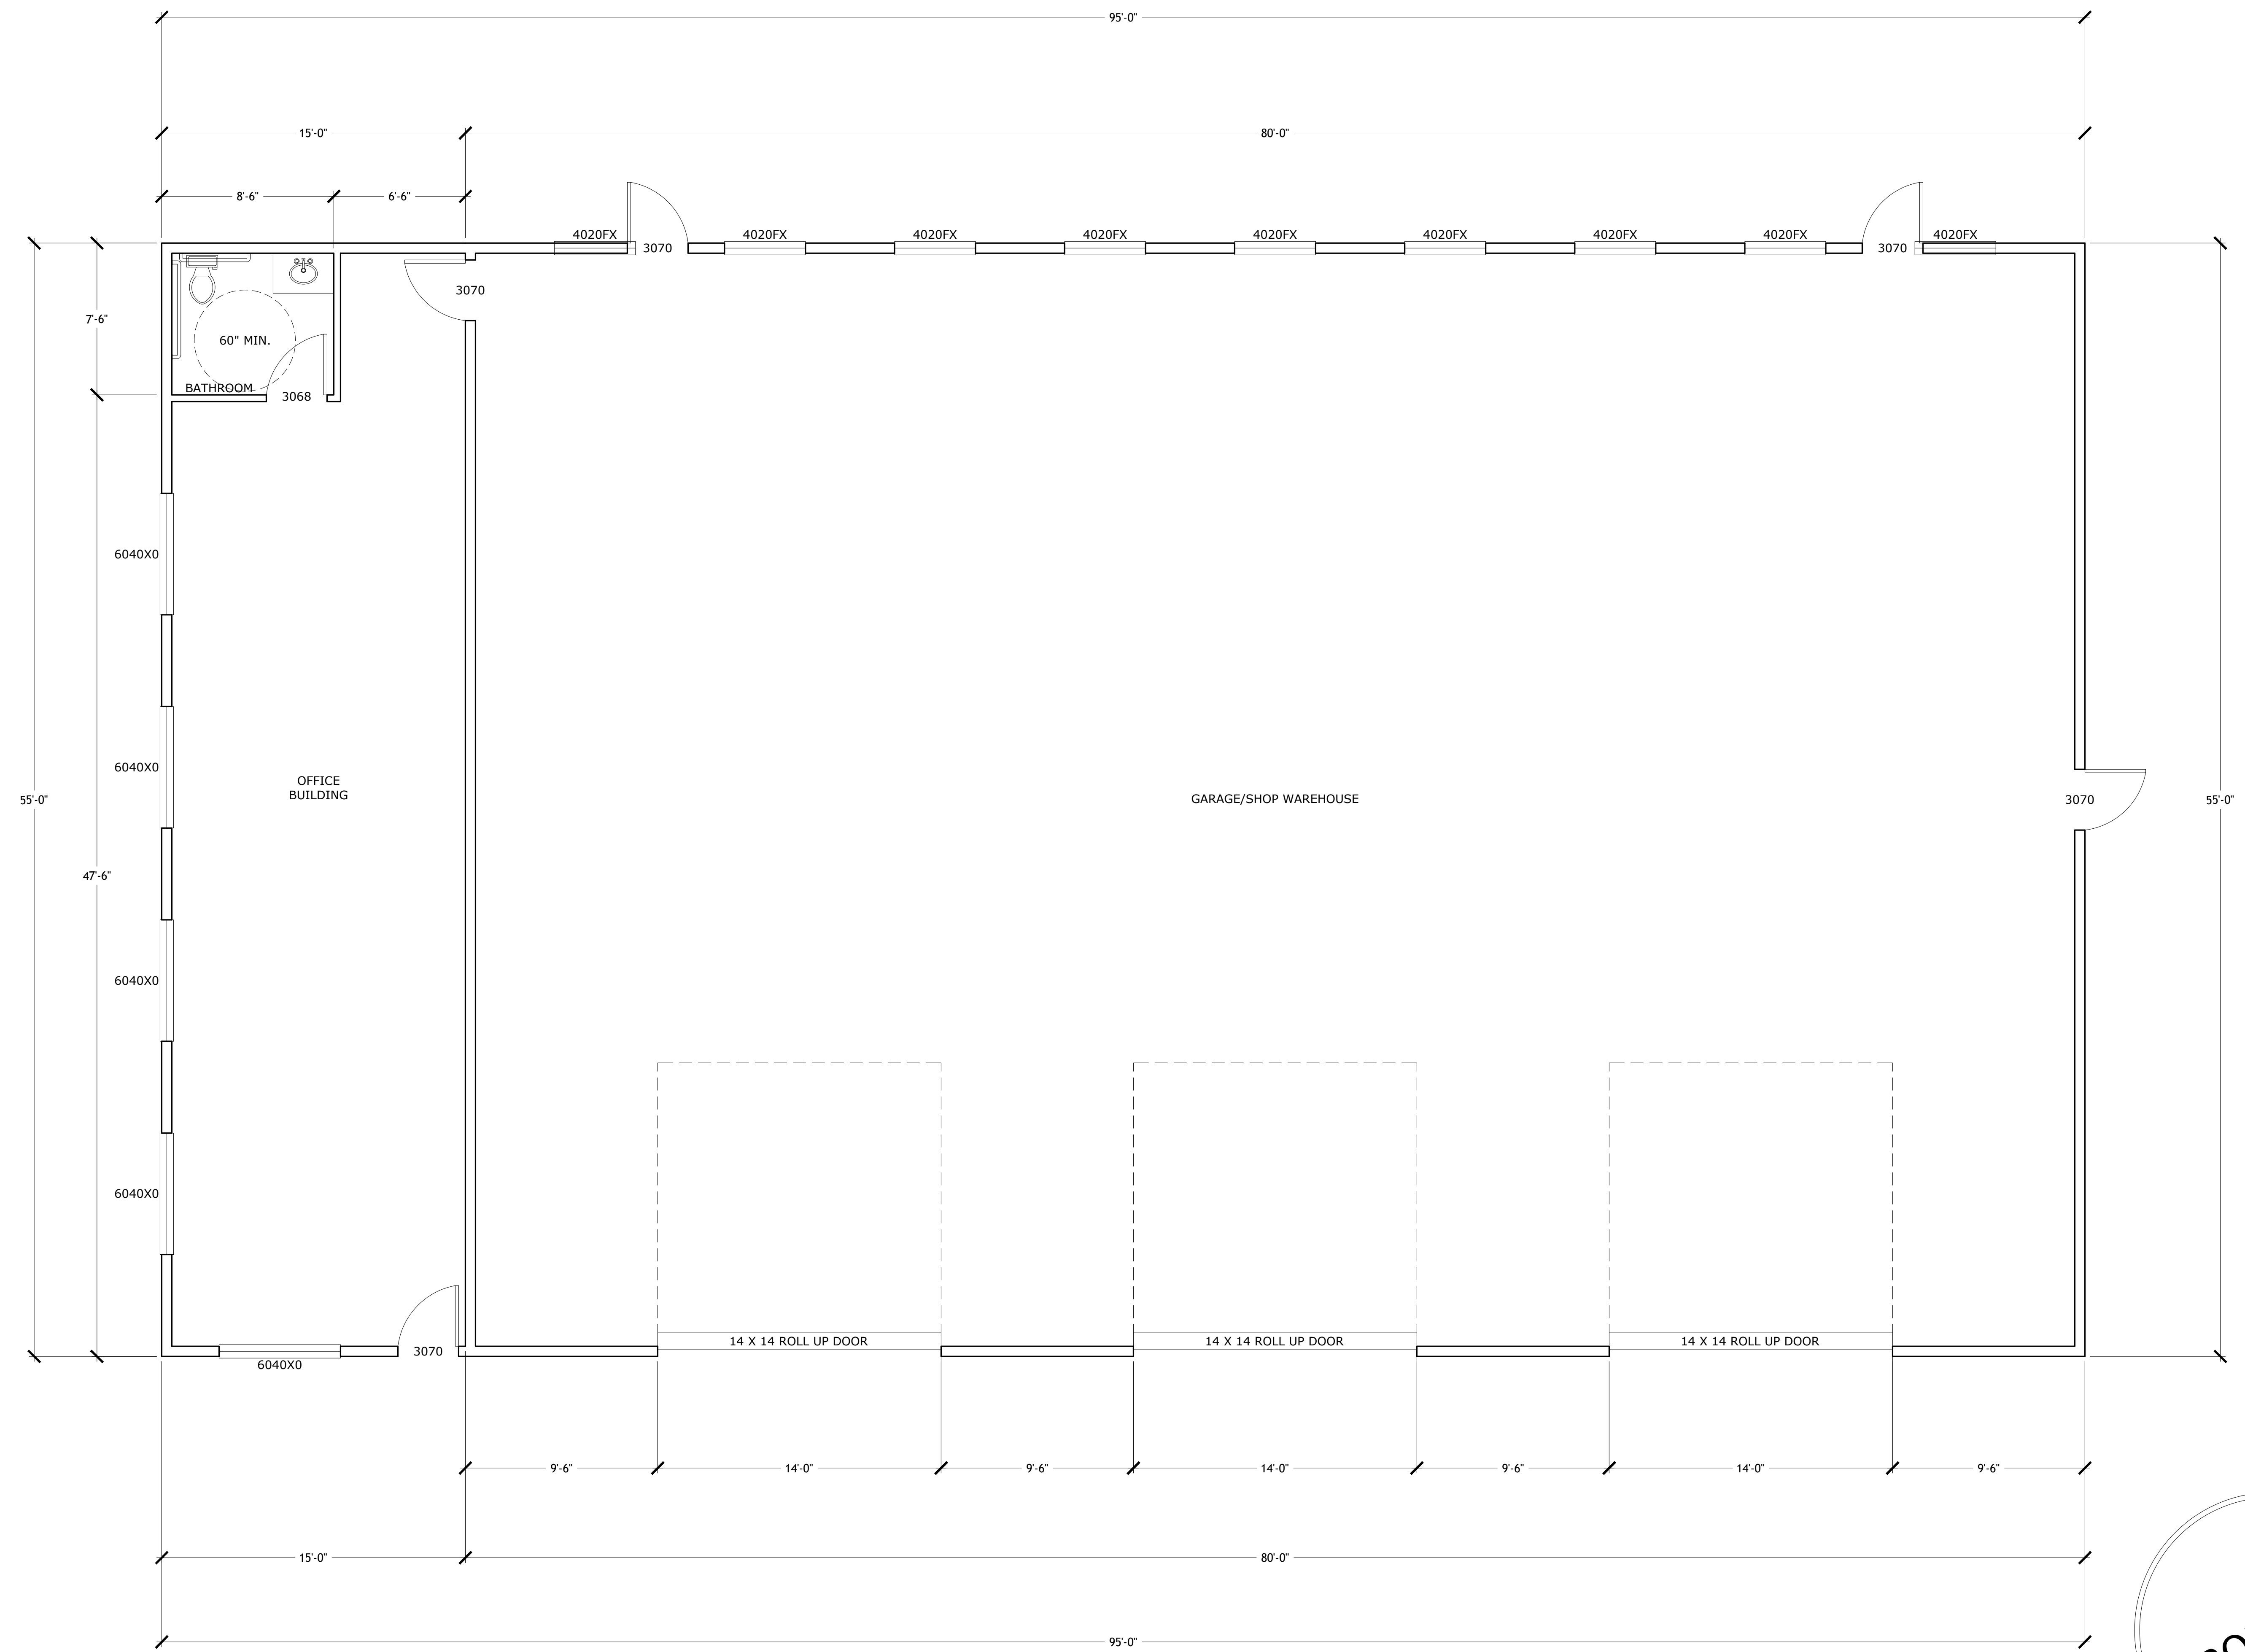 95'-0"
15'-0"
80'-0"
8'-6"
6'-6"
4020FX
4020FX
4020FX
4020FX
4020FX
4020FX
4020FX
4020FX
4020FX
3070
3070
3070
7'-6"
60" MIN.
BATHROOM
3068
6040X0
6040X0
OFFICE
BUILDING
GARAGE/SHOP WAREHOUSE
3070
55'-0"
55'-0"
47'-6"
6040X0
6040X0
14 X 14 ROLL UP DOOR
14 X 14 ROLL UP DOOR
14 X 14 ROLL UP DOOR
3070
6040X0
9'-6"
14'-0"
9'-6"
14'-0"
9'-6"
14'-0"
9'-6"
15'-0"
80'-0"
95'-0"